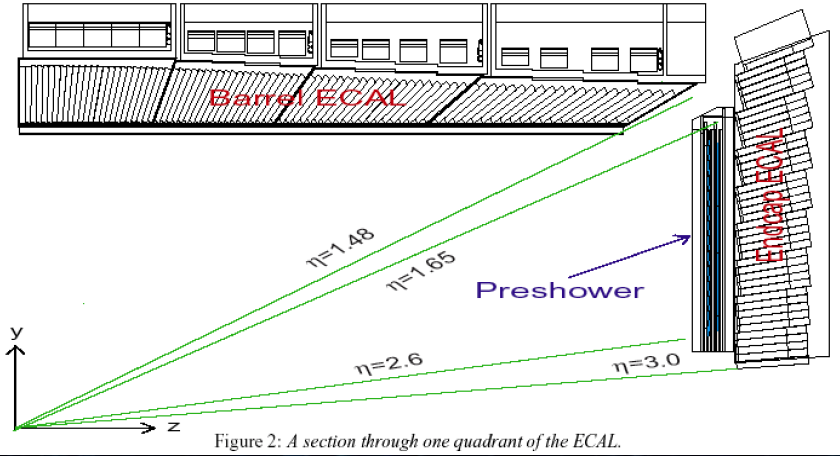 Barrel ECAL
Endcap ECAL
η=1.48
η=1.65
Preshower
y
η=2.6
η=3.0
z
Figure 2: A section through one quadrant of the ECAL.